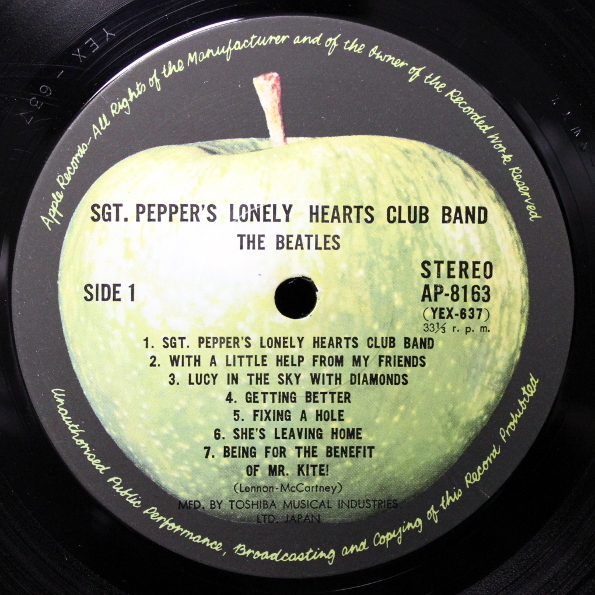 Apple Records—All Rights of the Manufacturer and of the Owner of the Recorded Work Reserved
YEX-637
SGT. PEPPER'S LONELY HEARTS CLUB BAND
THE BEATLES
SIDE 1
STEREO
AP-8163
(YEX-637)
33⅓ r. p. m.
1. SGT. PEPPER'S LONELY HEARTS CLUB BAND
2. WITH A LITTLE HELP FROM MY FRIENDS
3. LUCY IN THE SKY WITH DIAMONDS
4. GETTING BETTER
5. FIXING A HOLE
6. SHE'S LEAVING HOME
7. BEING FOR THE BENEFIT
OF MR. KITE!
(Lennon-McCartney)
MFD. BY TOSHIBA MUSICAL INDUSTRIES
LTD. JAPAN
Unauthorised Public Performance, Broadcasting and Copying of this Record Prohibited